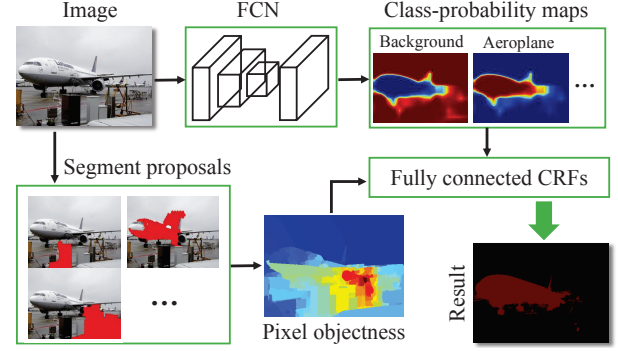 Image
FCN
Class-probability maps
Background
Aeroplane
...
Segment proposals
...
Fully connected CRFs
Pixel objectness
Result